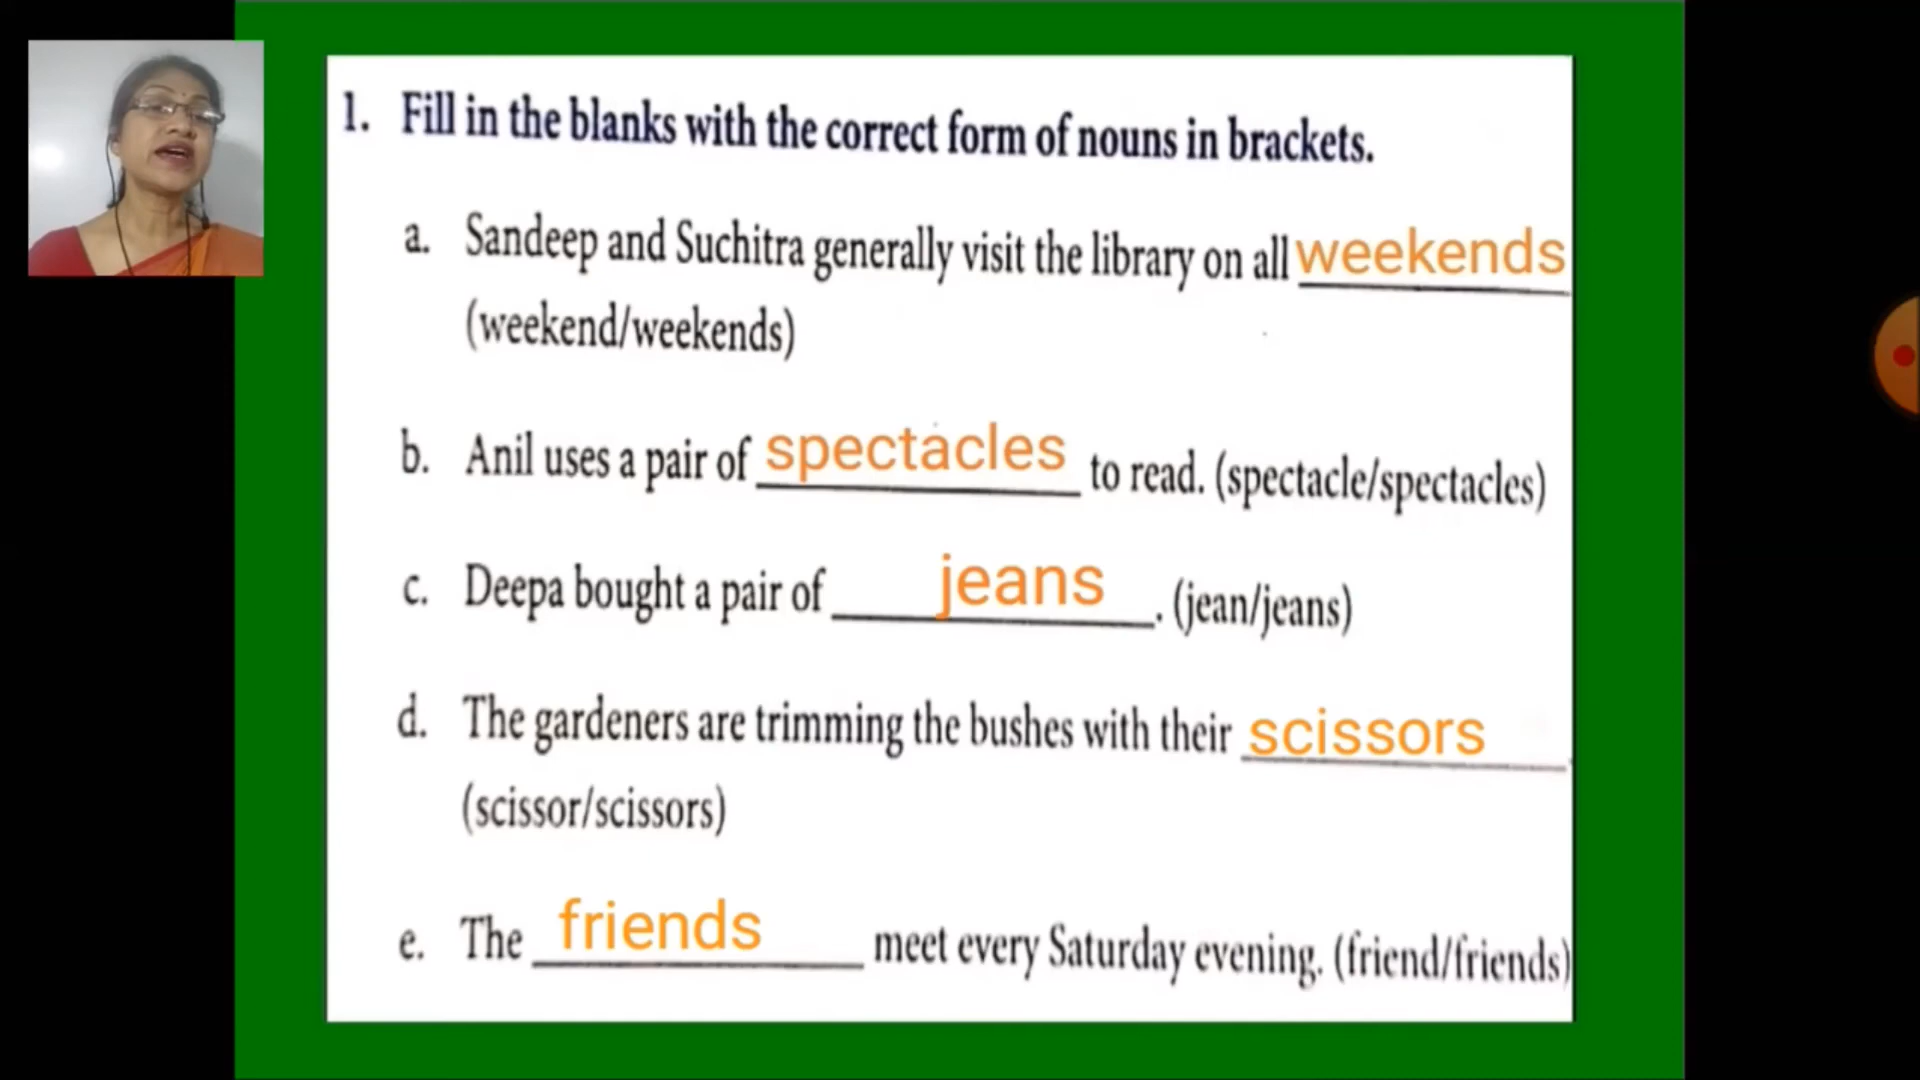 1. Fill in the blanks with the correct form of nouns in brackets.
a. Sandeep and Suchitra generally visit the library on all weekends
(weekend/weekends)
b. Anil uses a pair of spectacles to read. (spectacle/spectacles)
c. Deepa bought a pair of jeans. (jean/jeans)
d. The gardeners are trimming the bushes with their scissors
(scissor/scissors)
e. The friends meet every Saturday evening. (friend/friends)